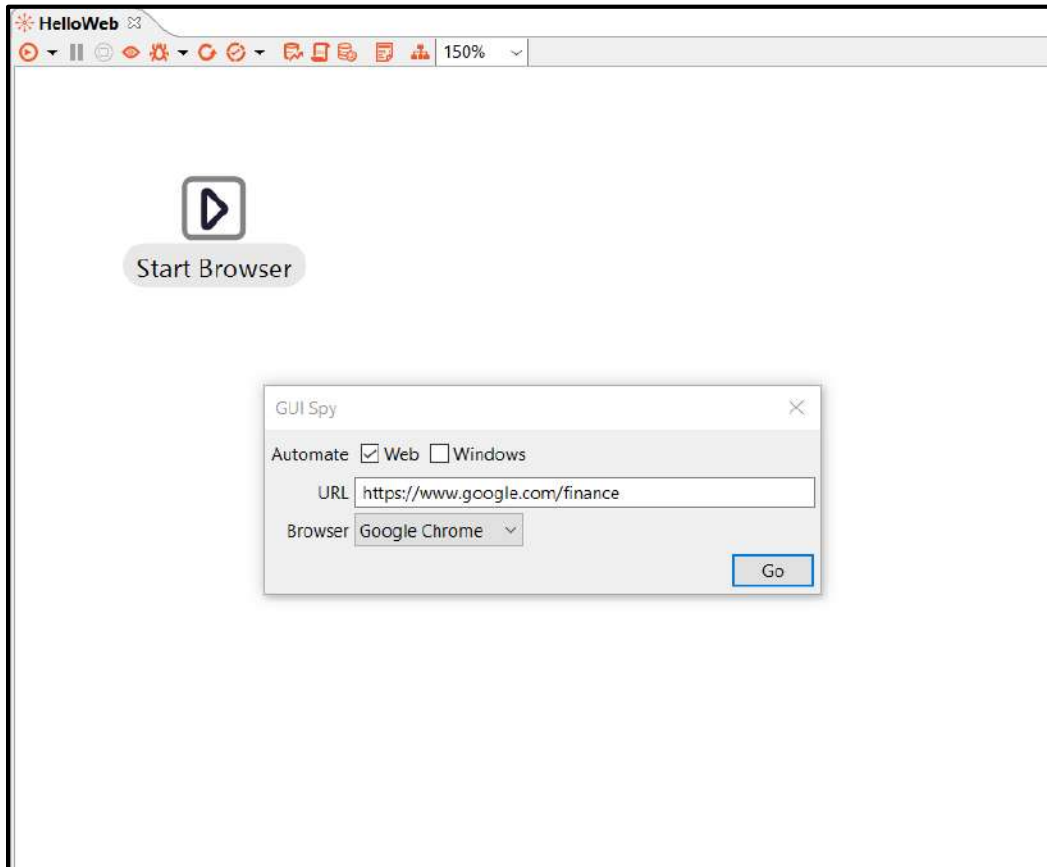 HelloWeb
150%
Start Browser
GUI Spy
Automate Web Windows
URL https://www.google.com/finance
Browser Google Chrome
Go